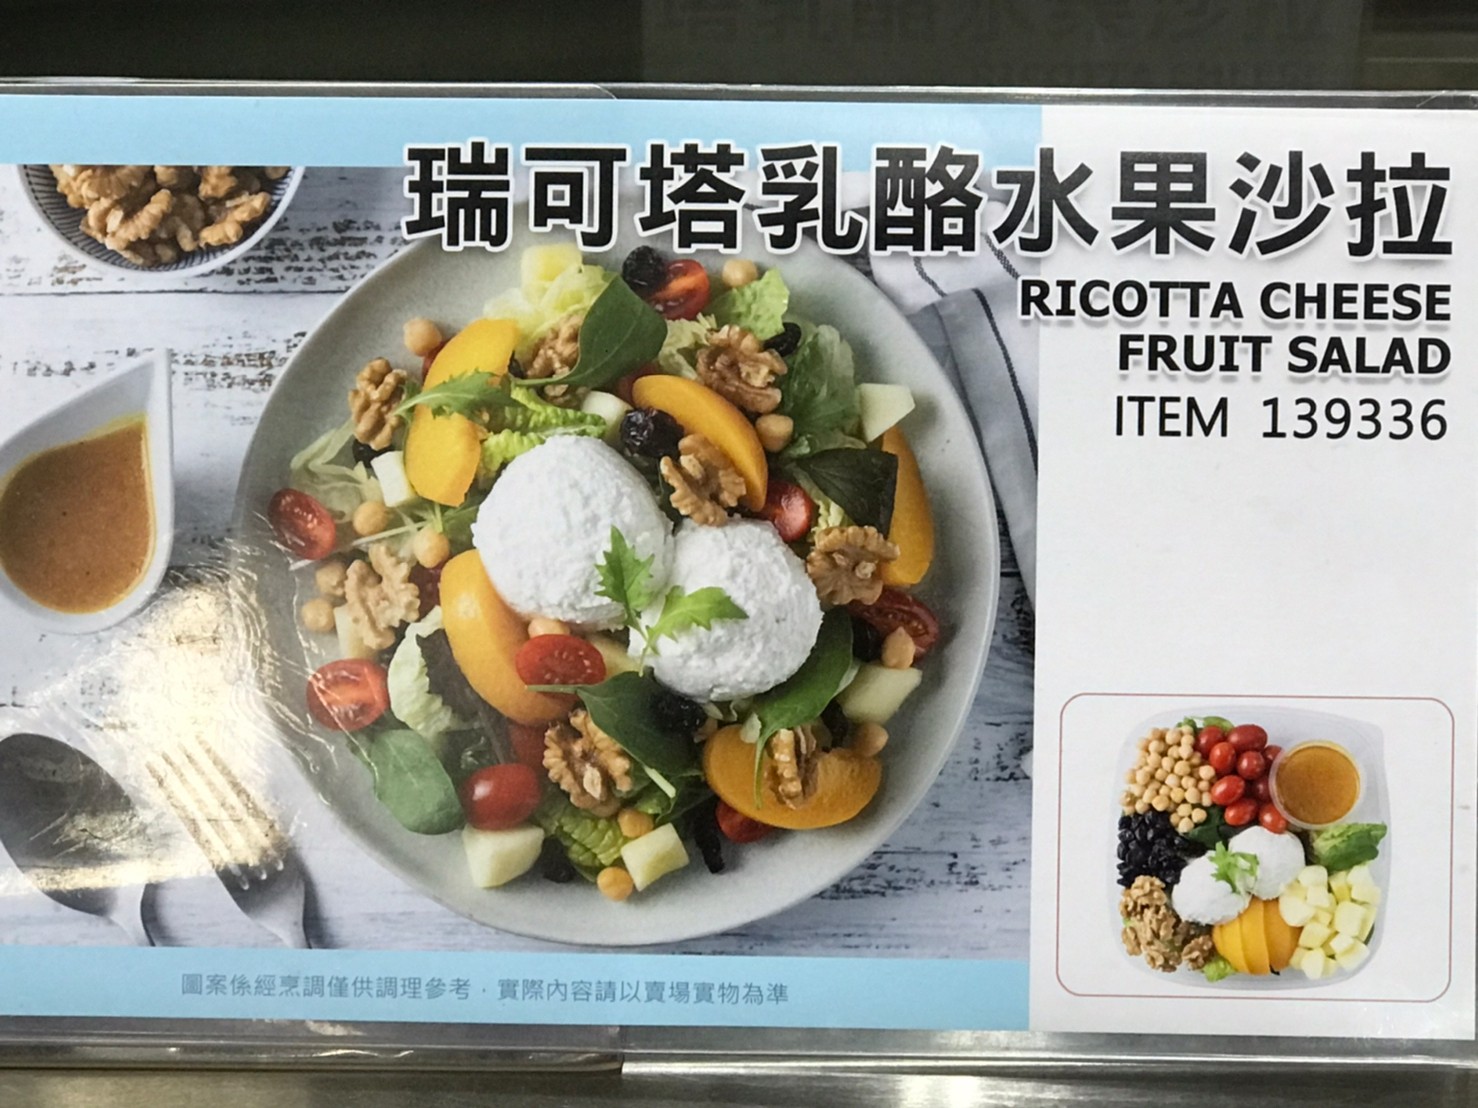 瑞可塔乳酪水果沙拉
RICOTTA CHEESE
FRUIT SALAD
ITEM 139336
圖案係經烹調僅供調理參考．實際內容請以賣場實物為準